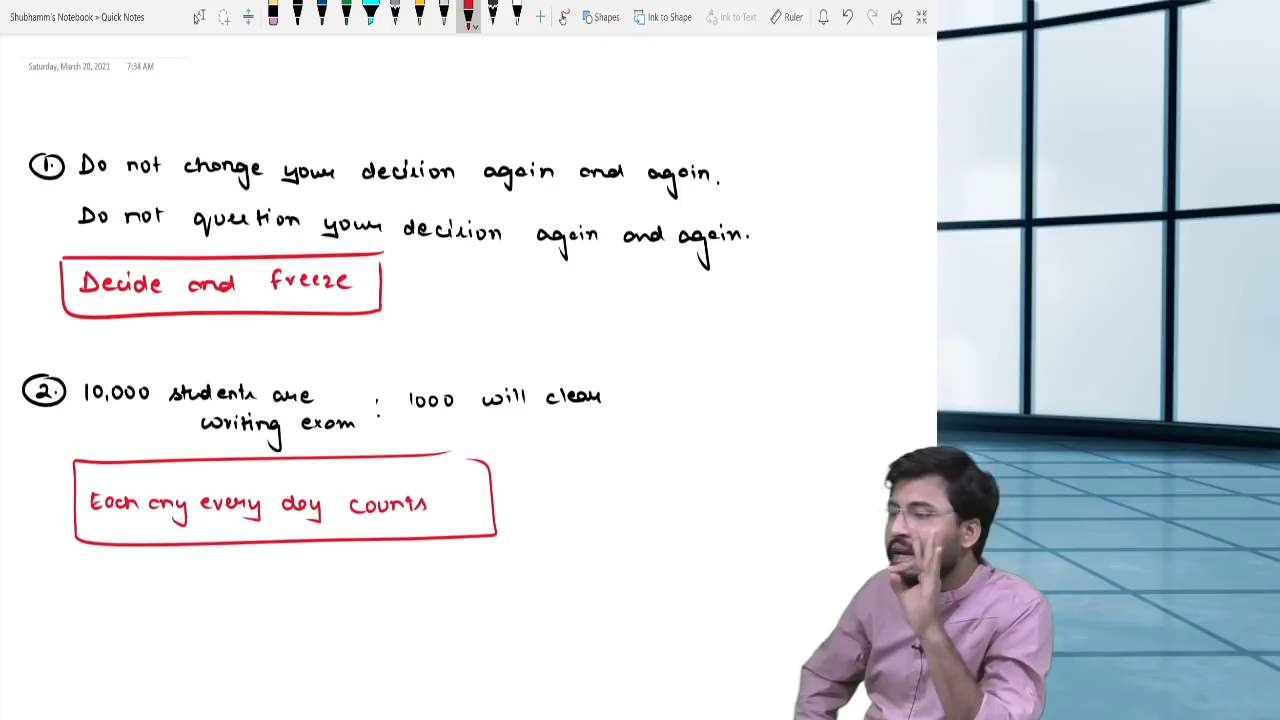 Shubhamm's Notebook » Quick Notes
Shapes
Ink to Shape
Ink to Text
Ruler
Saturday, March 20, 2021 7:34 AM
1. Do not change your decision again and again.
Do not question your decision again and again.
Decide and freeze
2. 10,000 students are : 1000 will clear
writing exam
Each any every day counts